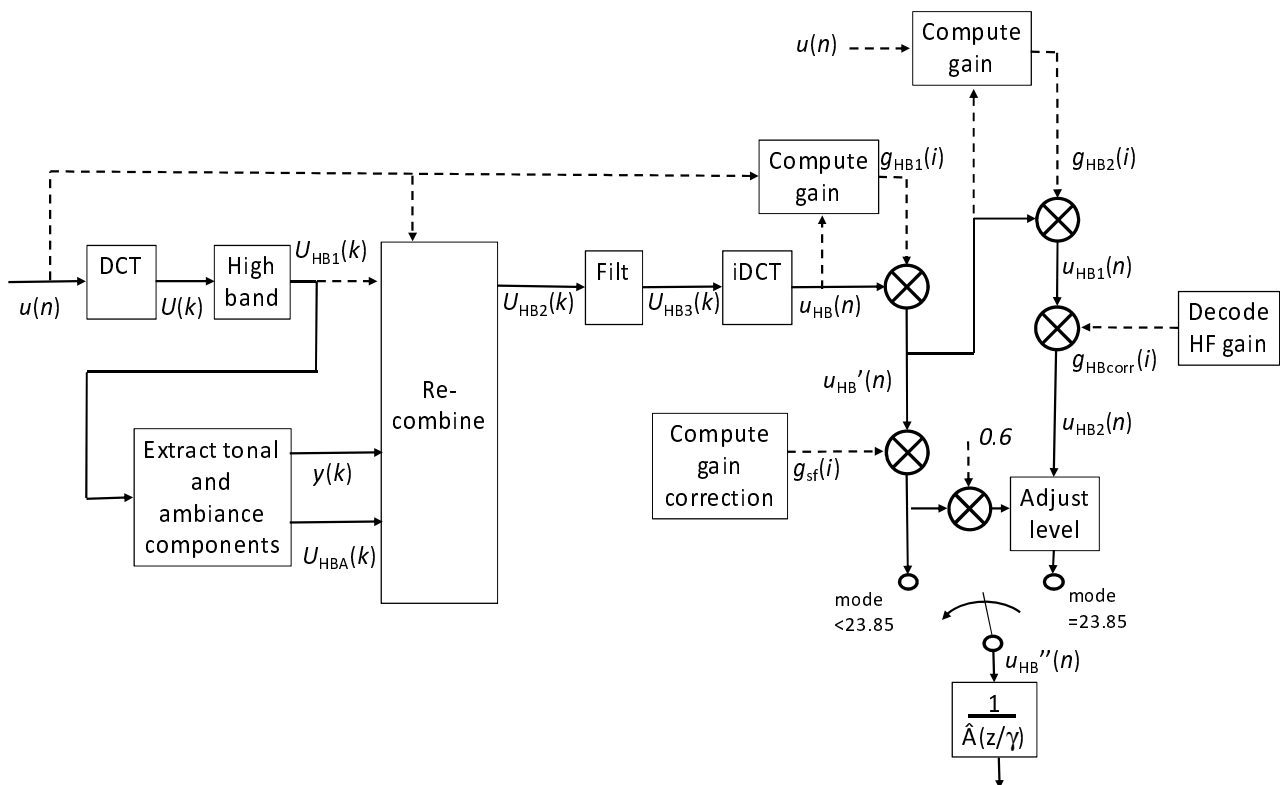 u(n)
Compute
gain
g_HB2(i)
Compute
gain
g_HB1(i)
u(n)
DCT
U(k)
High
band
U_HB1(k)
Re-
combine
U_HB2(k)
Filt
U_HB3(k)
iDCT
u_HB(n)
u_HB1(n)
Decode
HF gain
g_HBcorr(i)
u_HB'(n)
u_HB2(n)
Extract tonal
and
ambiance
components
y(k)
U_HBA(k)
Compute
gain
correction
g_sf(i)
0.6
Adjust
level
mode
<23.85
mode
=23.85
u_HB''(n)
1
Â(z/γ)